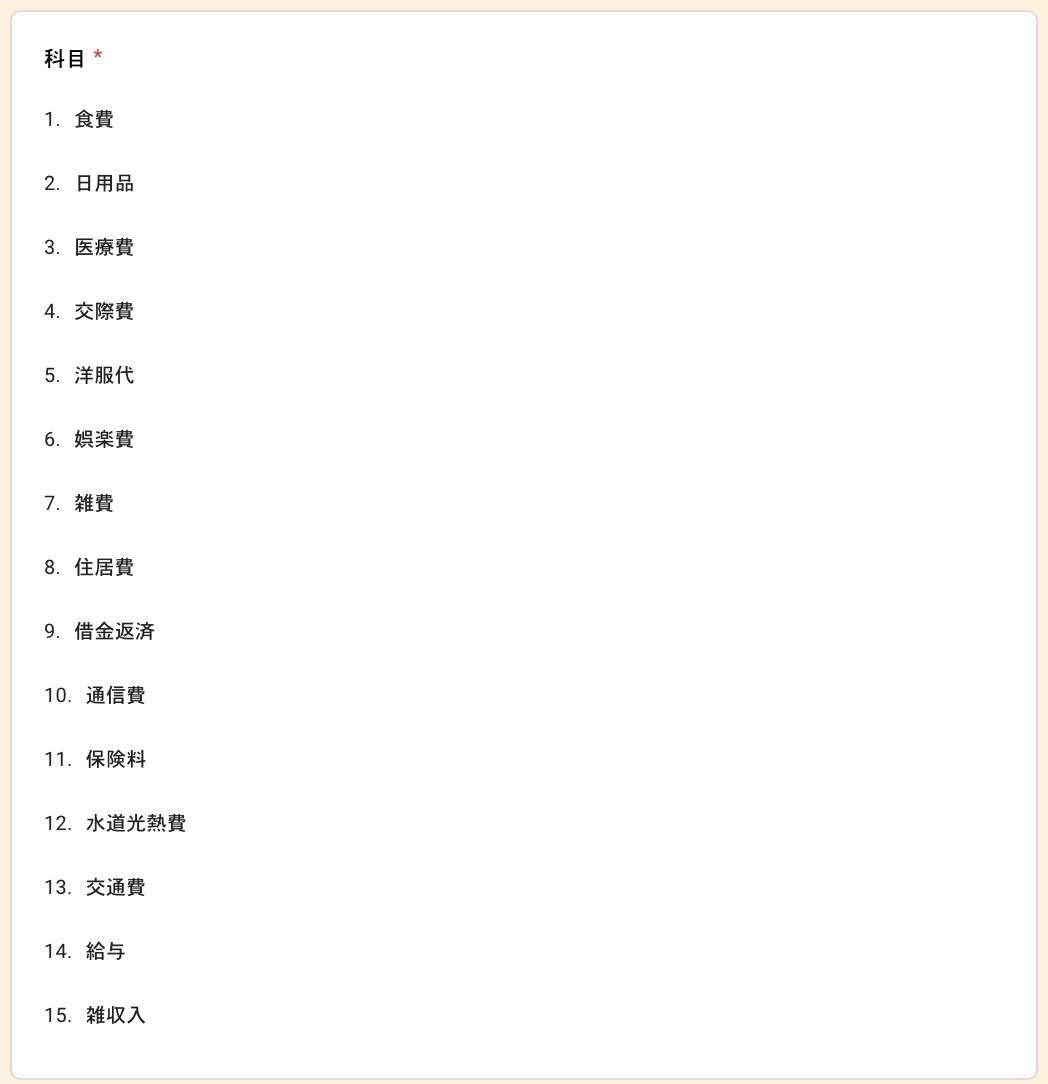 科目 *
1. 食費
2. 日用品
3. 医療費
4. 交際費
5. 洋服代
6. 娯楽費
7. 雑費
8. 住居費
9. 借金返済
10. 通信費
11. 保険料
12. 水道光熱費
13. 交通費
14. 給与
15. 雑収入